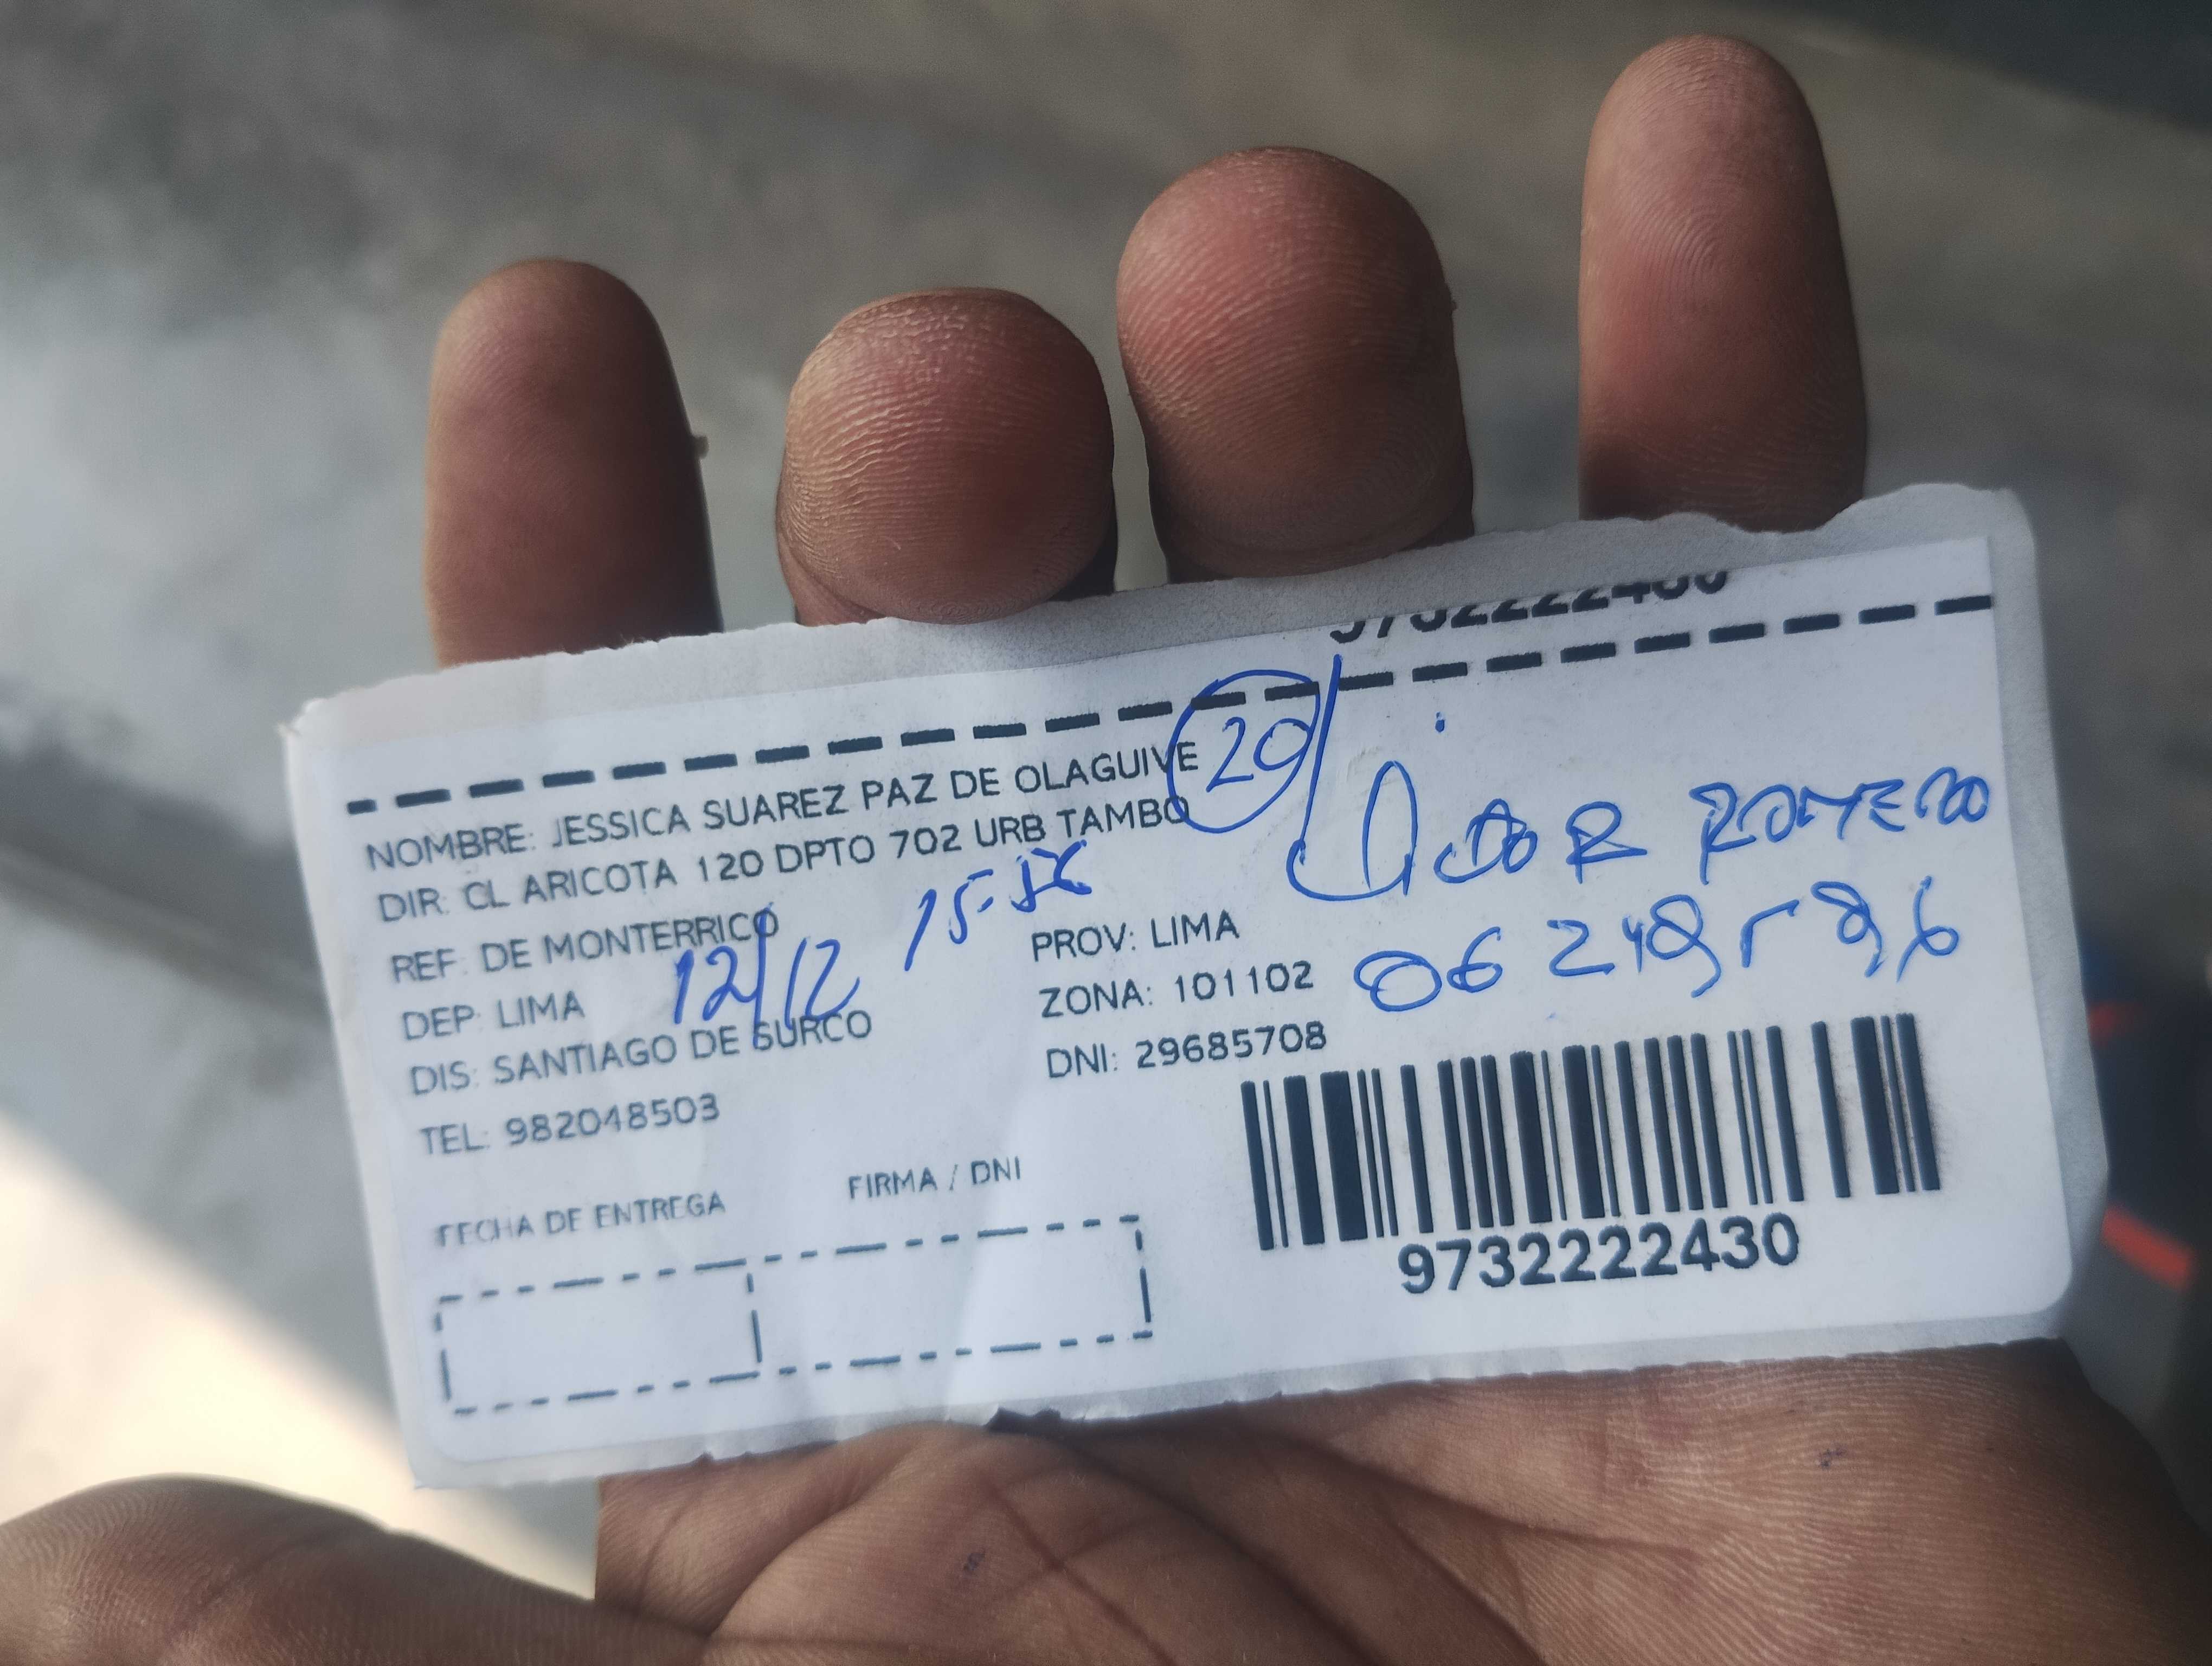 9732222430
20
NOMBRE: JESSICA SUAREZ PAZ DE OLAGUIVE
DIR: CL ARICOTA 120 DPTO 702 URB TAMBO
REF: DE MONTERRICO
12/12
DEP: LIMA
PROV: LIMA
DIS: SANTIAGO DE SURCO
ZONA: 101102
TEL: 982048503
DNI: 29685708
ROMERO
FECHA DE ENTREGA
FIRMA / DNI
9732222430